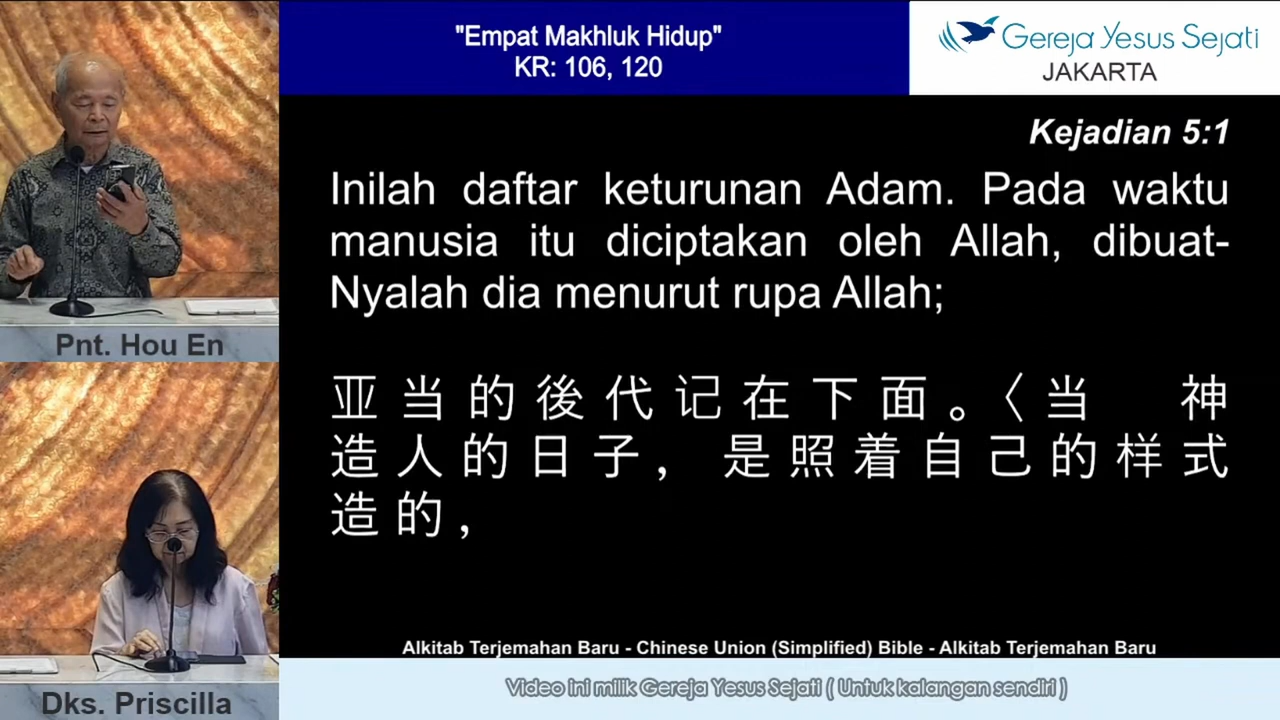 "Empat Makhluk Hidup"
KR: 106, 120
Gereja Yesus Sejati
JAKARTA
Kejadian 5:1
Inilah daftar keturunan Adam. Pada waktu
manusia itu diciptakan oleh Allah, dibuat-
Nyalah dia menurut rupa Allah;
亚当的後代记在下面。〈当　神
造人的日子，是照着自己的样式
造的，
Alkitab Terjemahan Baru - Chinese Union (Simplified) Bible - Alkitab Terjemahan Baru
Pnt. Hou En
Dks. Priscilla
Video ini milik Gereja Yesus Sejati ( Untuk kalangan sendiri )